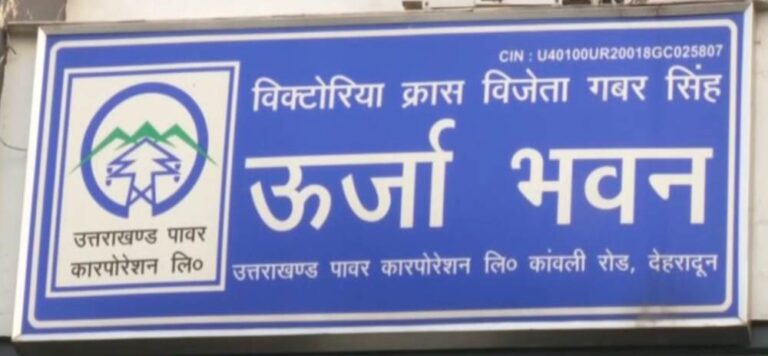 CIN : U40100UR20018GC025807
विक्टोरिया क्रास विजेता गबर सिंह
ऊर्जा भवन
उत्तराखण्ड पावर कारपोरेशन लि० कांवली रोड, देहरादून
उत्तराखण्ड पावर
कारपोरेशन लि०